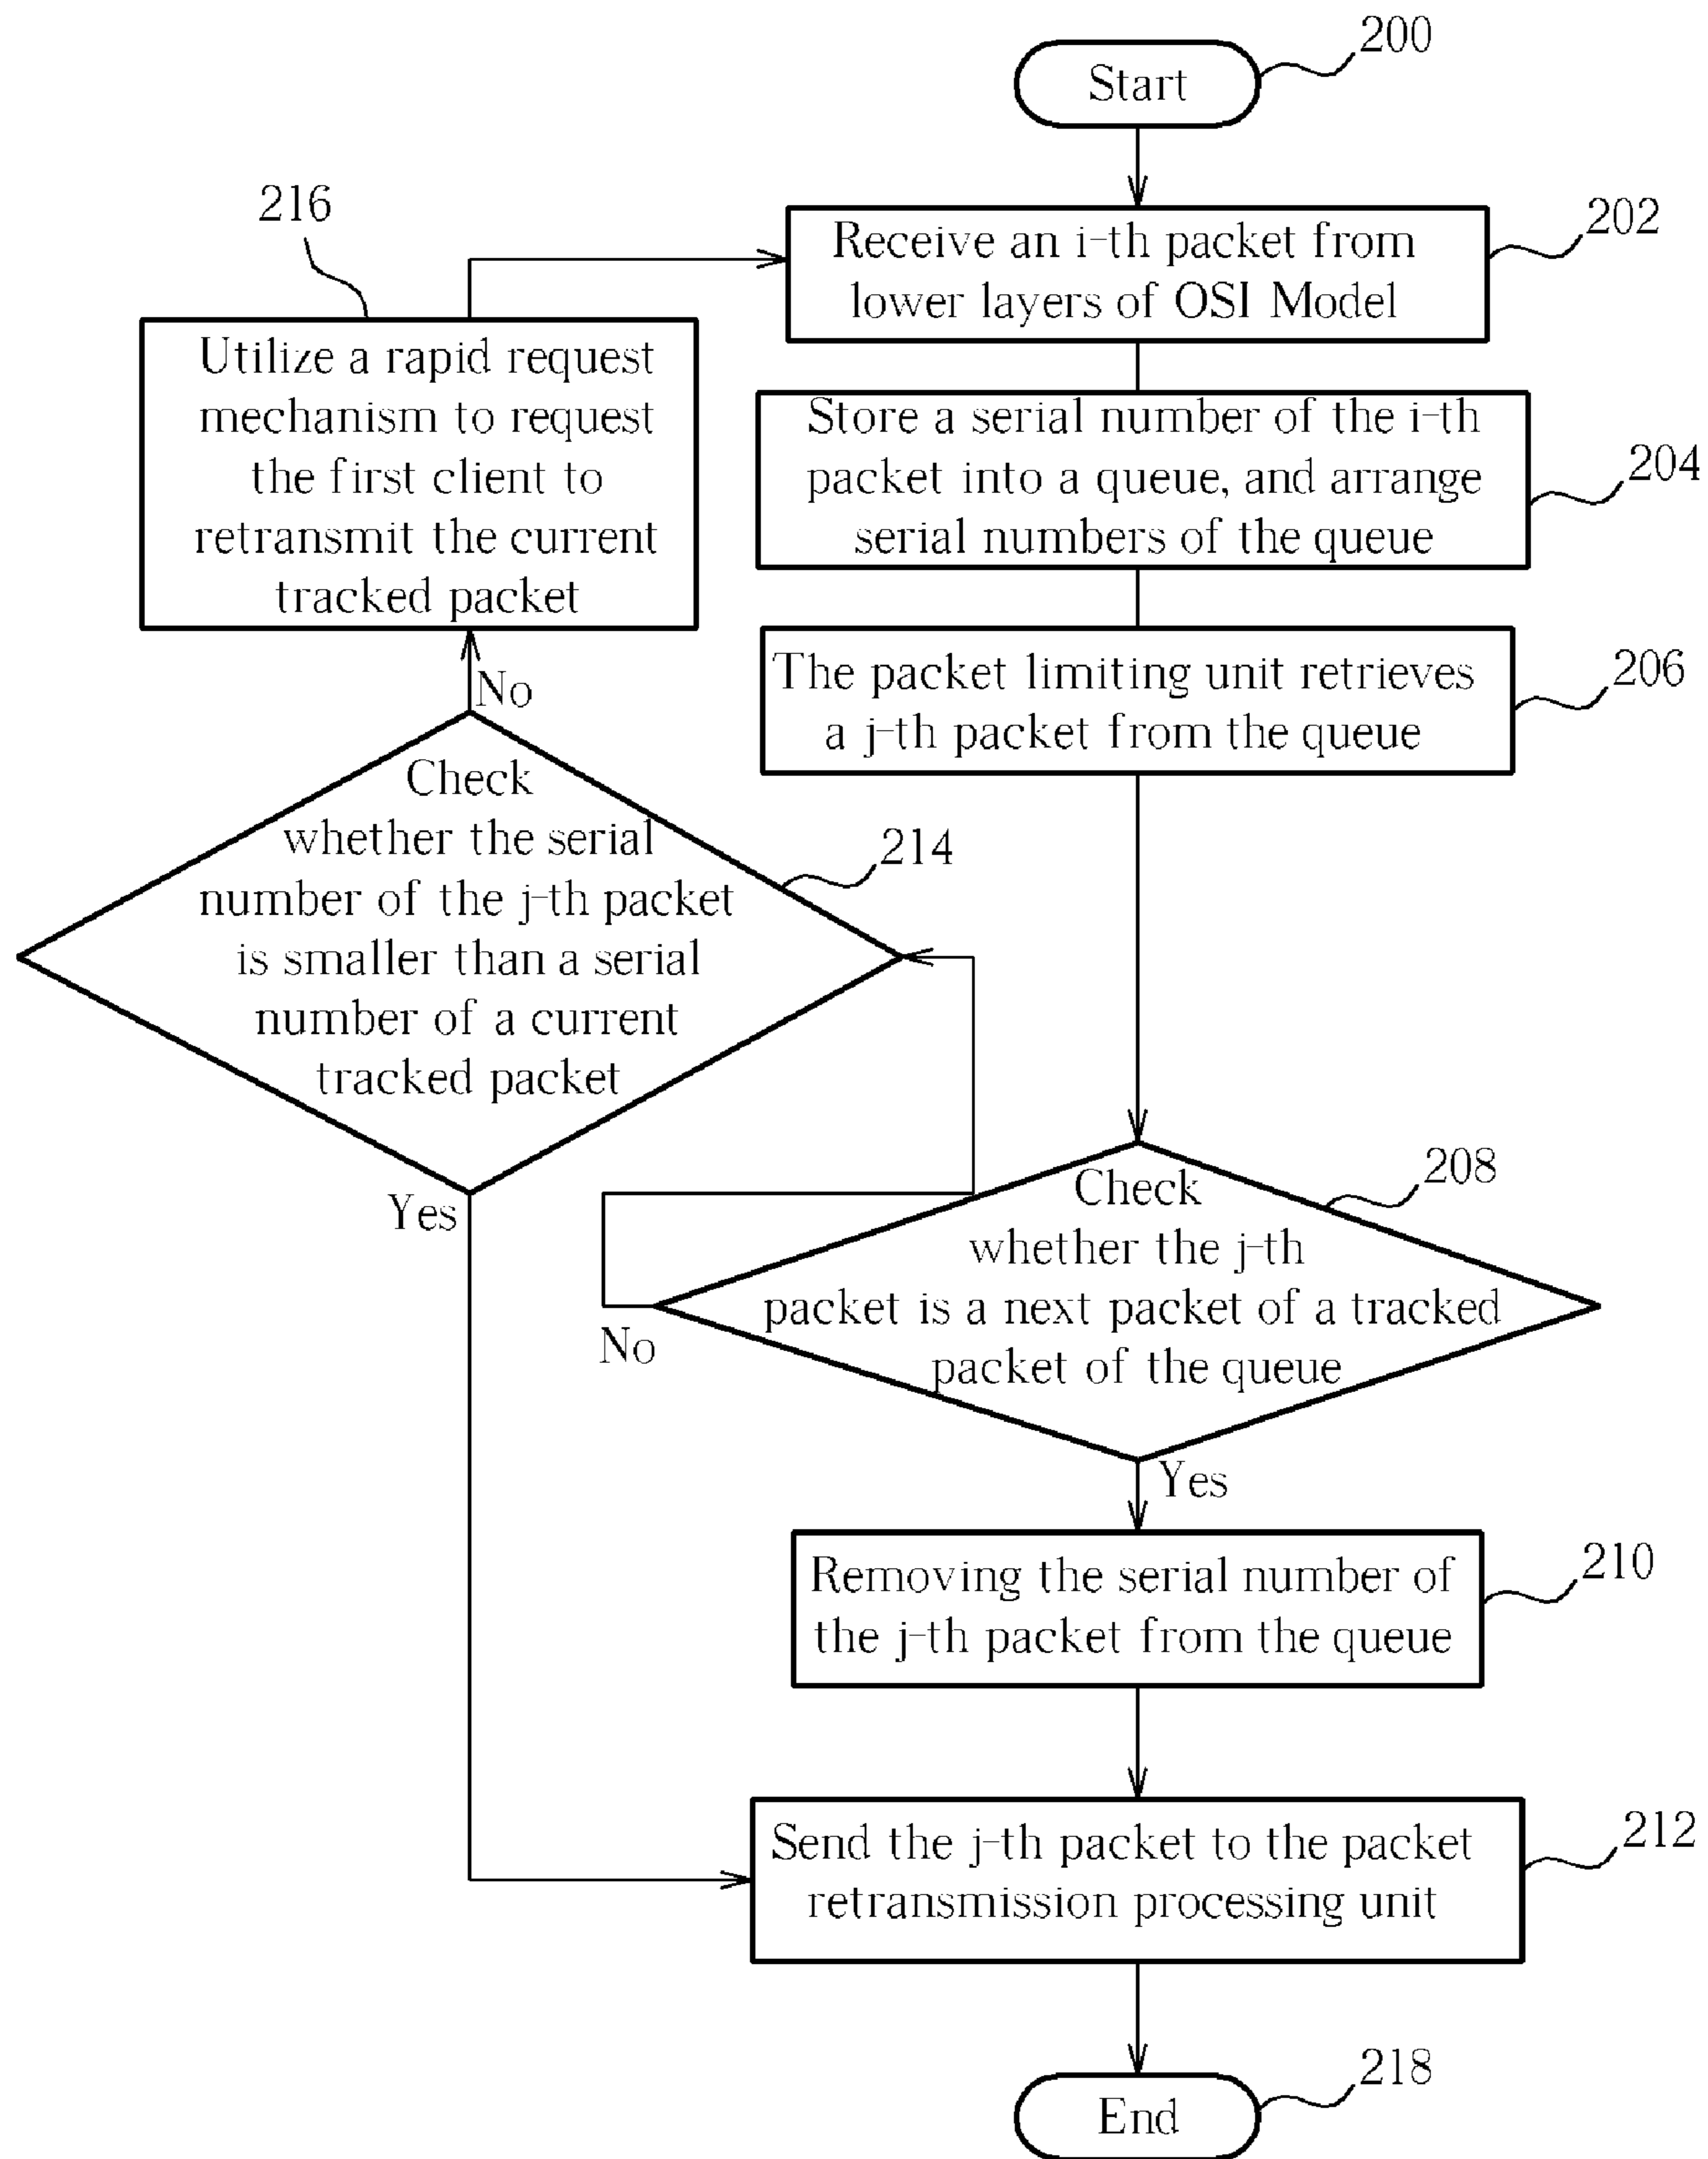 200
Start
216
202
Receive an i-th packet from
lower layers of OSI Model
Utilize a rapid request
mechanism to request
the first client to
retransmit the current
tracked packet
Store a serial number of the i-th
packet into a queue, and arrange
serial numbers of the queue
204
The packet limiting unit retrieves
a j-th packet from the queue
206
No
Check
whether the serial
number of the j-th packet
is smaller than a serial
number of a current
tracked packet
214
Yes
Check
whether the j-th
packet is a next packet of a tracked
packet of the queue
208
No
Yes
Removing the serial number of
the j-th packet from the queue
210
Send the j-th packet to the packet
retransmission processing unit
212
218
End